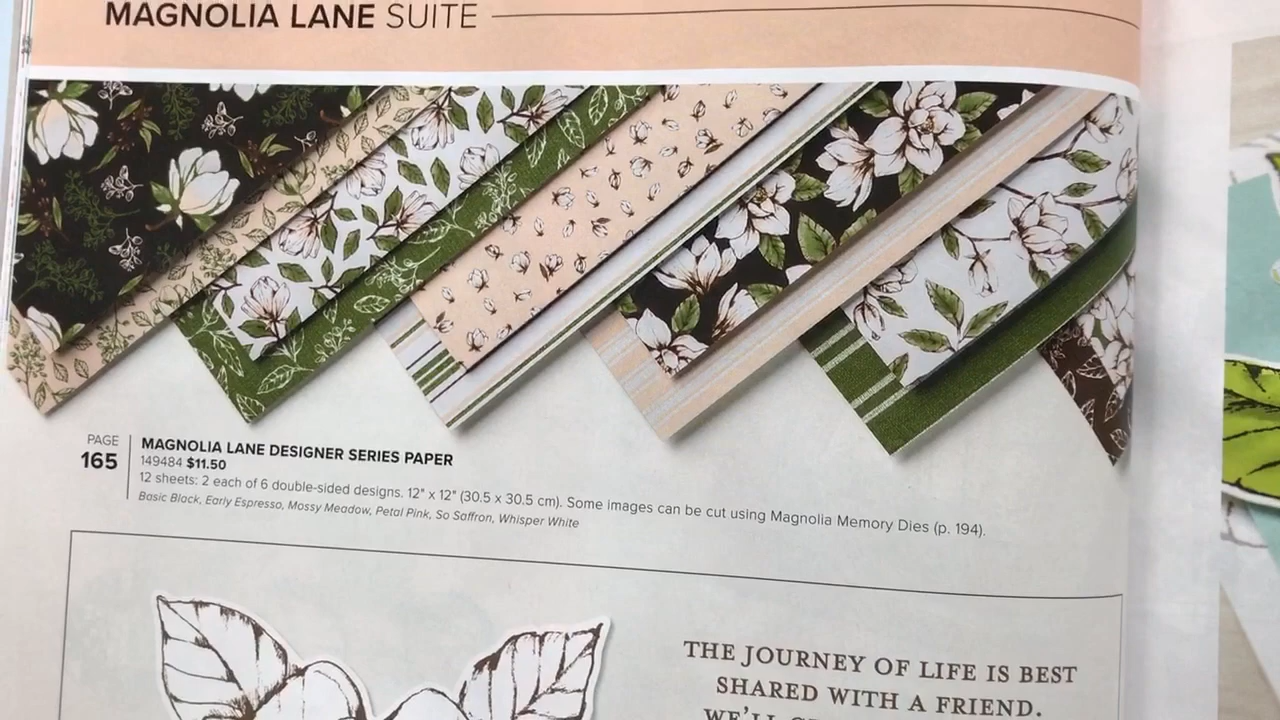 MAGNOLIA LANE SUITE
PAGE
165
MAGNOLIA LANE DESIGNER SERIES PAPER
149484 $11.50
12 sheets: 2 each of 6 double-sided designs. 12" x 12" (30.5 x 30.5 cm). Some images can be cut using Magnolia Memory Dies (p. 194).
Basic Black, Early Espresso, Mossy Meadow, Petal Pink, So Saffron, Whisper White
THE JOURNEY OF LIFE IS BEST
SHARED WITH A FRIEND.
WE'LL